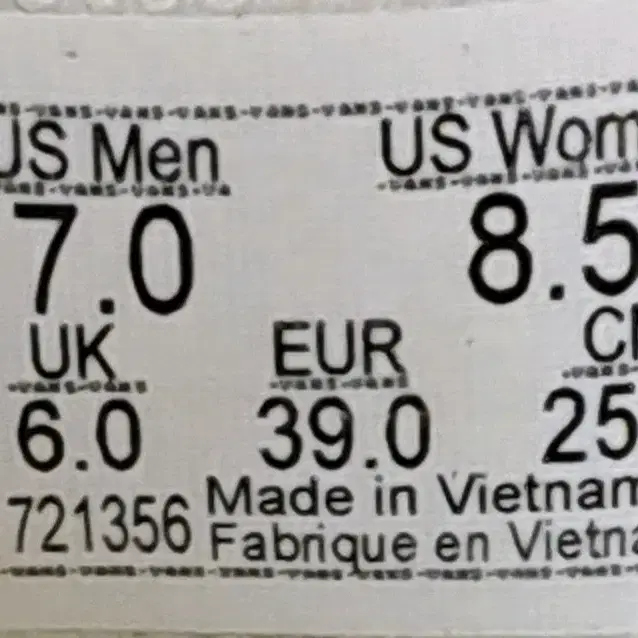 US Men US Wom
7.0 8.5
UK EUR C
6.0 39.0 25
721356 Made in Vietnam
Fabrique en Vietna